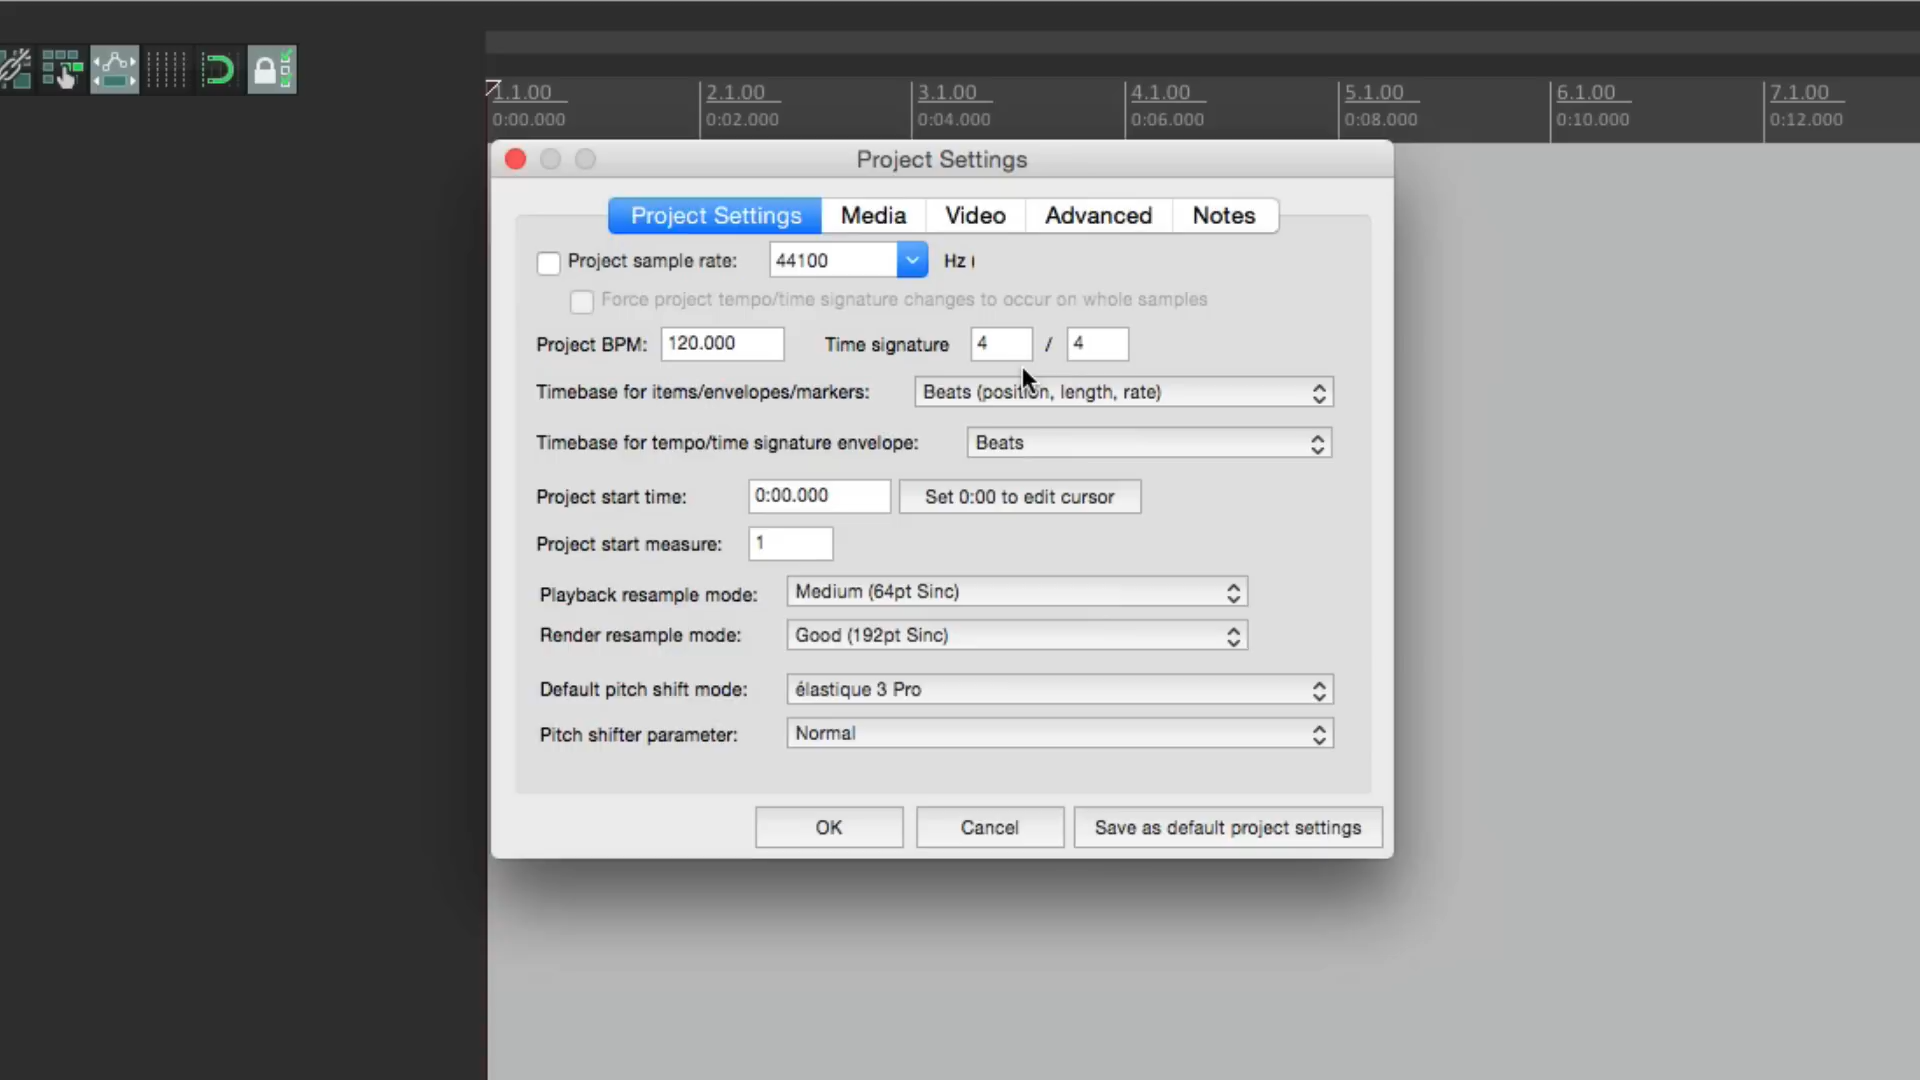 1.1.00 2.1.00 3.1.00 4.1.00 5.1.00 6.1.00 7.1.00
0:00.000 0:02.000 0:04.000 0:06.000 0:08.000 0:10.000 0:12.000
Project Settings
Project Settings Media Video Advanced Notes
Project sample rate: 44100 Hz (
Force project tempo/time signature changes to occur on whole samples
Project BPM: 120.000 Time signature 4 / 4
Timebase for items/envelopes/markers: Beats (position, length, rate)
Timebase for tempo/time signature envelope: Beats
Project start time: 0:00.000 Set 0:00 to edit cursor
Project start measure: 1
Playback resample mode: Medium (64pt Sinc)
Render resample mode: Good (192pt Sinc)
Default pitch shift mode: élastique 3 Pro
Pitch shifter parameter: Normal
OK Cancel Save as default project settings